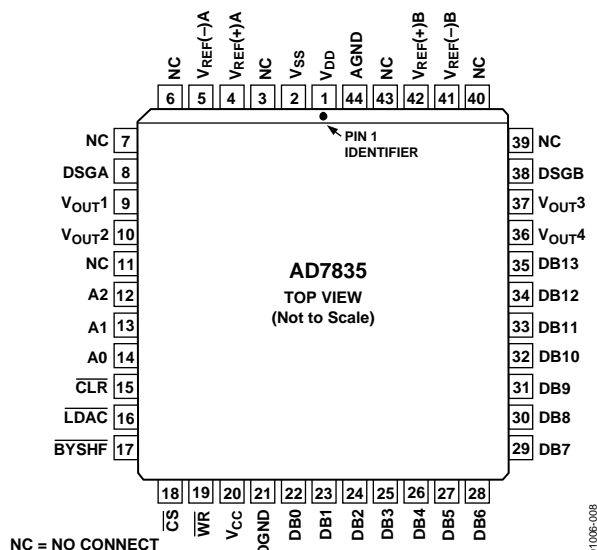 NC
VREF(–)A
VREF(+)A
NC
VSS
VDD
AGND
NC
VREF(+)B
VREF(–)B
NC
6
5
4
3
2
1
44
43
42
41
40
PIN 1
IDENTIFIER
NC 7
DSGA 8
VOUT1 9
VOUT2 10
NC 11
A2 12
A1 13
A0 14
CLR 15
LDAC 16
BYSHF 17
AD7835
TOP VIEW
(Not to Scale)
39 NC
38 DSGB
37 VOUT3
36 VOUT4
35 DB13
34 DB12
33 DB11
32 DB10
31 DB9
30 DB8
29 DB7
18
19
20
21
22
23
24
25
26
27
28
CS
WR
VCC
DGND
DB0
DB1
DB2
DB3
DB4
DB5
DB6
NC = NO CONNECT
01006-008